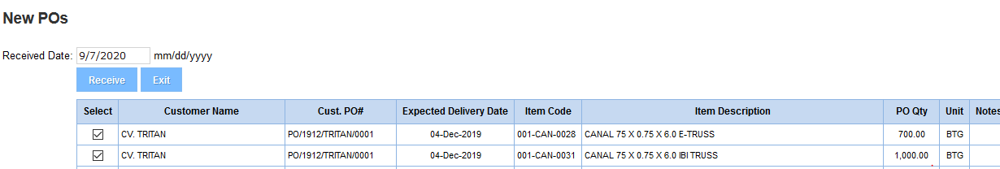 New POs
Received Date: 9/7/2020 mm/dd/yyyy
Receive Exit
Select Customer Name Cust. PO# Expected Delivery Date Item Code Item Description PO Qty Unit Notes
CV. TRITAN PO/1912/TRITAN/0001 04-Dec-2019 001-CAN-0028 CANAL 75 X 0.75 X 6.0 E-TRUSS 700.00 BTG
CV. TRITAN PO/1912/TRITAN/0001 04-Dec-2019 001-CAN-0031 CANAL 75 X 0.75 X 6.0 IBI TRUSS 1,000.00 BTG